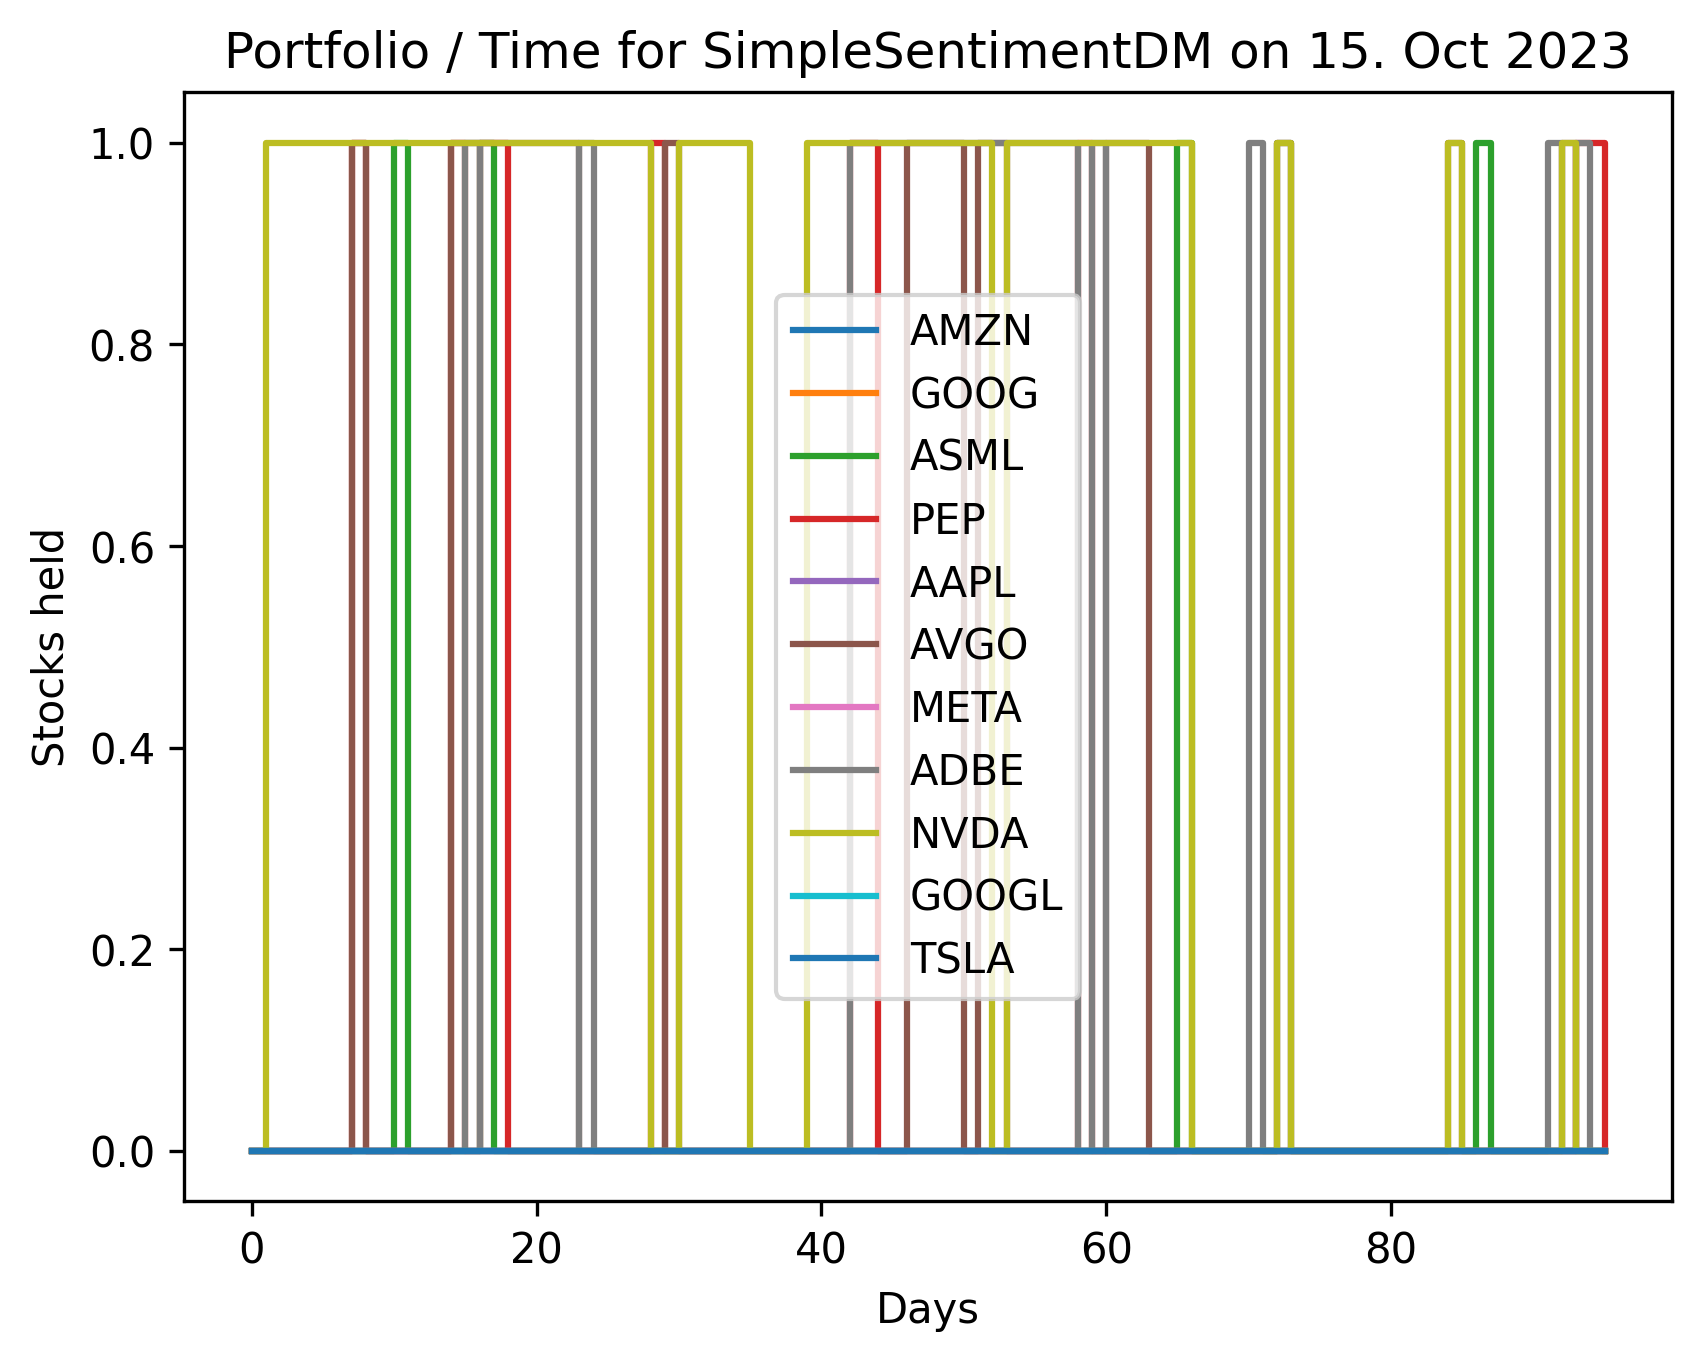 Portfolio / Time for SimpleSentimentDM on 15. Oct 2023
1.0
0.8
0.6
0.4
0.2
0.0
Stocks held
AMZN
GOOG
ASML
PEP
AAPL
AVGO
META
ADBE
NVDA
GOOGL
TSLA
0 20 40 60 80
Days